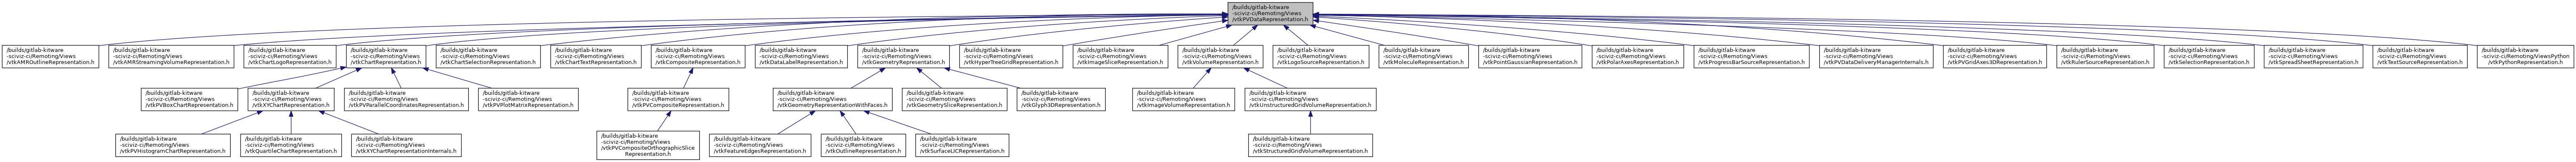 /builds/gitlab-kitware
-sciviz-ci/Remoting/Views
/vtkPVDataRepresentation.h
/builds/gitlab-kitware
-sciviz-ci/Remoting/Views
/vtkAMROutlineRepresentation.h
/builds/gitlab-kitware
-sciviz-ci/Remoting/Views
/vtkAMRStreamingVolumeRepresentation.h
/builds/gitlab-kitware
-sciviz-ci/Remoting/Views
/vtkChartLogoRepresentation.h
/builds/gitlab-kitware
-sciviz-ci/Remoting/Views
/vtkChartRepresentation.h
/builds/gitlab-kitware
-sciviz-ci/Remoting/Views
/vtkChartSelectionRepresentation.h
/builds/gitlab-kitware
-sciviz-ci/Remoting/Views
/vtkChartTextRepresentation.h
/builds/gitlab-kitware
-sciviz-ci/Remoting/Views
/vtkCompositeRepresentation.h
/builds/gitlab-kitware
-sciviz-ci/Remoting/Views
/vtkDataLabelRepresentation.h
/builds/gitlab-kitware
-sciviz-ci/Remoting/Views
/vtkGeometryRepresentation.h
/builds/gitlab-kitware
-sciviz-ci/Remoting/Views
/vtkHyperTreeGridRepresentation.h
/builds/gitlab-kitware
-sciviz-ci/Remoting/Views
/vtkImageSliceRepresentation.h
/builds/gitlab-kitware
-sciviz-ci/Remoting/Views
/vtkVolumeRepresentation.h
/builds/gitlab-kitware
-sciviz-ci/Remoting/Views
/vtkLogoSourceRepresentation.h
/builds/gitlab-kitware
-sciviz-ci/Remoting/Views
/vtkMoleculeRepresentation.h
/builds/gitlab-kitware
-sciviz-ci/Remoting/Views
/vtkPointGaussianRepresentation.h
/builds/gitlab-kitware
-sciviz-ci/Remoting/Views
/vtkPolarAxesRepresentation.h
/builds/gitlab-kitware
-sciviz-ci/Remoting/Views
/vtkProgressBarSourceRepresentation.h
/builds/gitlab-kitware
-sciviz-ci/Remoting/Views
/vtkPVDataDeliveryManagerInternals.h
/builds/gitlab-kitware
-sciviz-ci/Remoting/Views
/vtkPVGridAxes3DRepresentation.h
/builds/gitlab-kitware
-sciviz-ci/Remoting/Views
/vtkRulerSourceRepresentation.h
/builds/gitlab-kitware
-sciviz-ci/Remoting/Views
/vtkSelectionRepresentation.h
/builds/gitlab-kitware
-sciviz-ci/Remoting/Views
/vtkSpreadSheetRepresentation.h
/builds/gitlab-kitware
-sciviz-ci/Remoting/Views
/vtkTextSourceRepresentation.h
/builds/gitlab-kitware
-sciviz-ci/Remoting/ViewsPython
/vtkPythonRepresentation.h
/builds/gitlab-kitware
-sciviz-ci/Remoting/Views
/vtkPVBoxChartRepresentation.h
/builds/gitlab-kitware
-sciviz-ci/Remoting/Views
/vtkXYChartRepresentation.h
/builds/gitlab-kitware
-sciviz-ci/Remoting/Views
/vtkPVParallelCoordinatesRepresentation.h
/builds/gitlab-kitware
-sciviz-ci/Remoting/Views
/vtkPVPlotMatrixRepresentation.h
/builds/gitlab-kitware
-sciviz-ci/Remoting/Views
/vtkPVCompositeRepresentation.h
/builds/gitlab-kitware
-sciviz-ci/Remoting/Views
/vtkGeometryRepresentationWithFaces.h
/builds/gitlab-kitware
-sciviz-ci/Remoting/Views
/vtkGeometrySliceRepresentation.h
/builds/gitlab-kitware
-sciviz-ci/Remoting/Views
/vtkGlyph3DRepresentation.h
/builds/gitlab-kitware
-sciviz-ci/Remoting/Views
/vtkImageVolumeRepresentation.h
/builds/gitlab-kitware
-sciviz-ci/Remoting/Views
/vtkUnstructuredGridVolumeRepresentation.h
/builds/gitlab-kitware
-sciviz-ci/Remoting/Views
/vtkPVHistogramChartRepresentation.h
/builds/gitlab-kitware
-sciviz-ci/Remoting/Views
/vtkQuartileChartRepresentation.h
/builds/gitlab-kitware
-sciviz-ci/Remoting/Views
/vtkXYChartRepresentationInternals.h
/builds/gitlab-kitware
-sciviz-ci/Remoting/Views
/vtkPVCompositeOrthographicSlice
Representation.h
/builds/gitlab-kitware
-sciviz-ci/Remoting/Views
/vtkFeatureEdgesRepresentation.h
/builds/gitlab-kitware
-sciviz-ci/Remoting/Views
/vtkOutlineRepresentation.h
/builds/gitlab-kitware
-sciviz-ci/Remoting/Views
/vtkSurfaceLICRepresentation.h
/builds/gitlab-kitware
-sciviz-ci/Remoting/Views
/vtkStructuredGridVolumeRepresentation.h